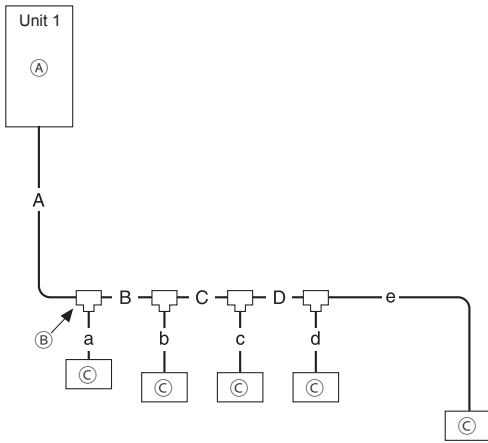 Unit 1
Ⓐ
A
B C D e
Ⓑ a b c d
Ⓒ Ⓒ Ⓒ Ⓒ
Ⓒ